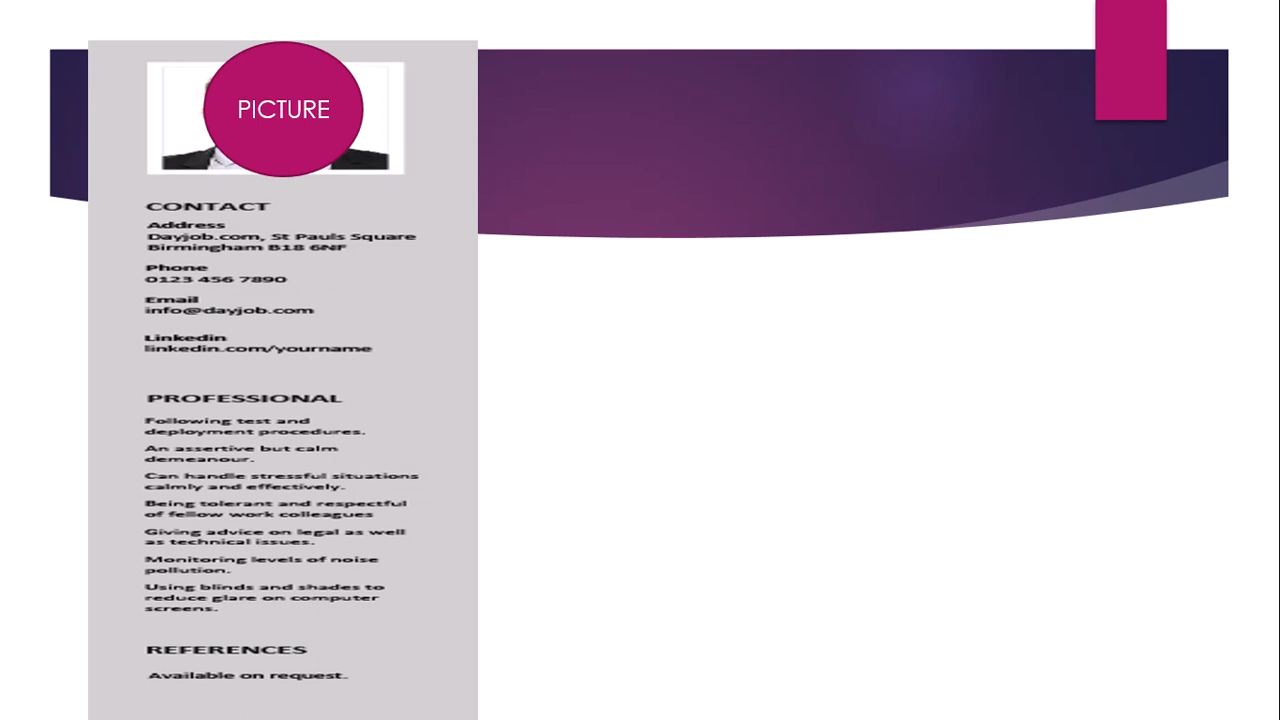 PICTURE
CONTACT
Address
Dayjob.com, St Pauls Square
Birmingham B18 6NF
Phone
0123 456 7890
Email
info@dayjob.com
Linkedin
linkedin.com/yourname
PROFESSIONAL
Following test and
deployment procedures.
An assertive but calm
demeanour.
Can handle stressful situations
calmly and effectively.
Being tolerant and respectful
of fellow work colleagues
Giving advice on legal as well
as technical issues.
Monitoring levels of noise
pollution.
Using blinds and shades to
reduce glare on computer
screens.
REFERENCES
Available on request.